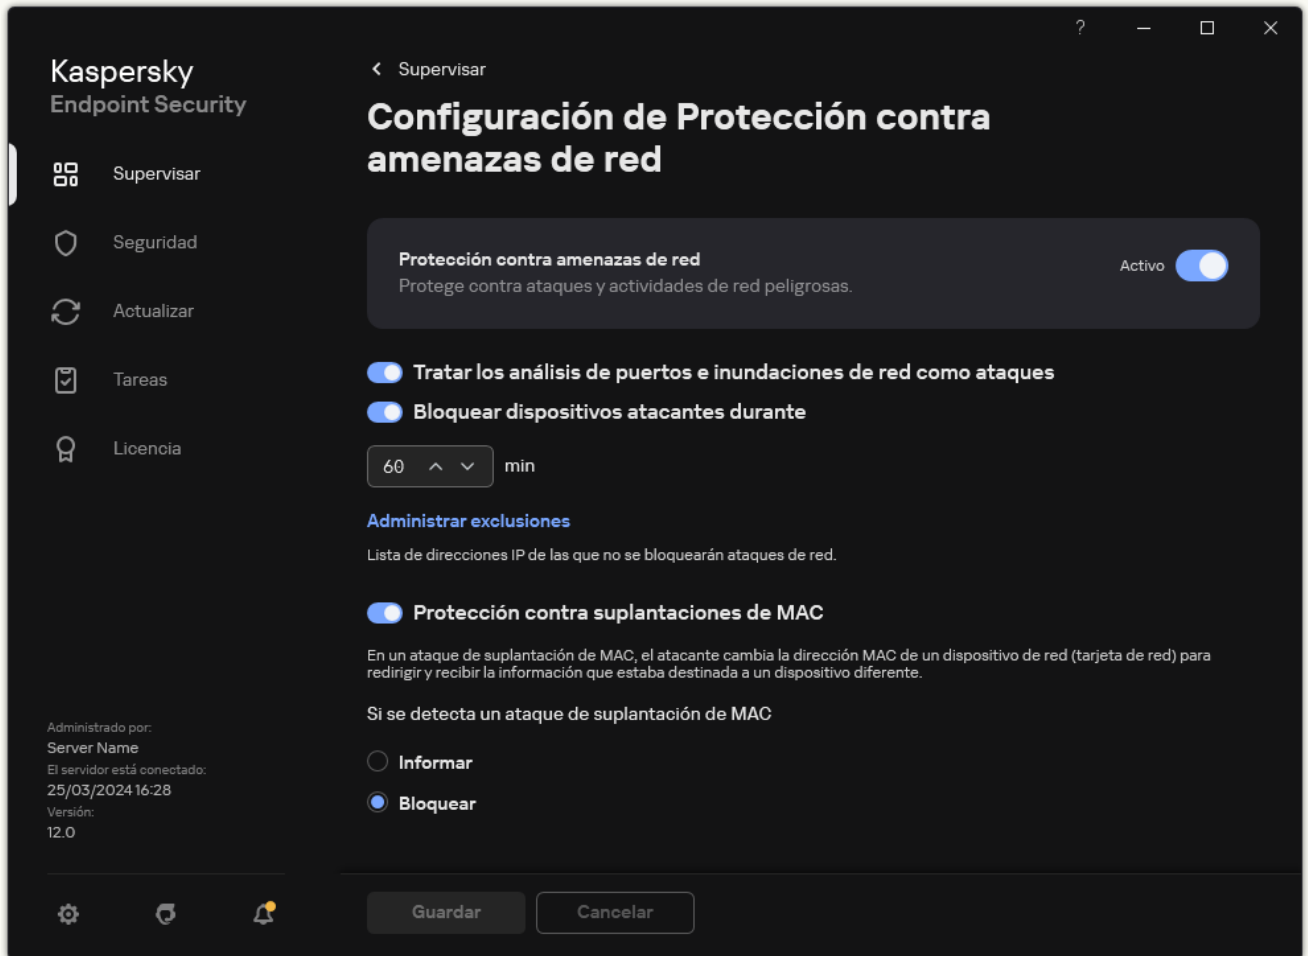 ?
Kaspersky
Endpoint Security
Supervisar
Seguridad
Actualizar
Tareas
Licencia
Administrado por:
Server Name
El servidor está conectado:
25/03/2024 16:28
Versión:
12.0
Supervisar
Configuración de Protección contra
amenazas de red
Protección contra amenazas de red
Protege contra ataques y actividades de red peligrosas.
Activo
Tratar los análisis de puertos e inundaciones de red como ataques
Bloquear dispositivos atacantes durante
60 min
Administrar exclusiones
Lista de direcciones IP de las que no se bloquearán ataques de red.
Protección contra suplantaciones de MAC
En un ataque de suplantación de MAC, el atacante cambia la dirección MAC de un dispositivo de red (tarjeta de red) para
redirigir y recibir la información que estaba destinada a un dispositivo diferente.
Si se detecta un ataque de suplantación de MAC
Informar
Bloquear
Guardar
Cancelar